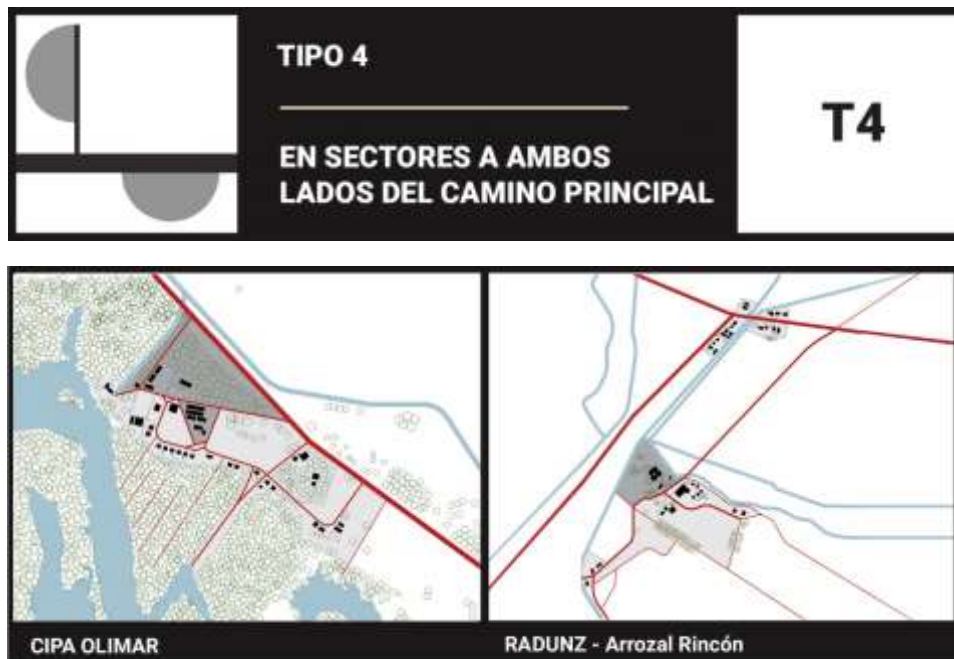 TIPO 4
EN SECTORES A AMBOS
LADOS DEL CAMINO PRINCIPAL
T4
CIPA OLIMAR
RADUNZ - Arrozal Rincón